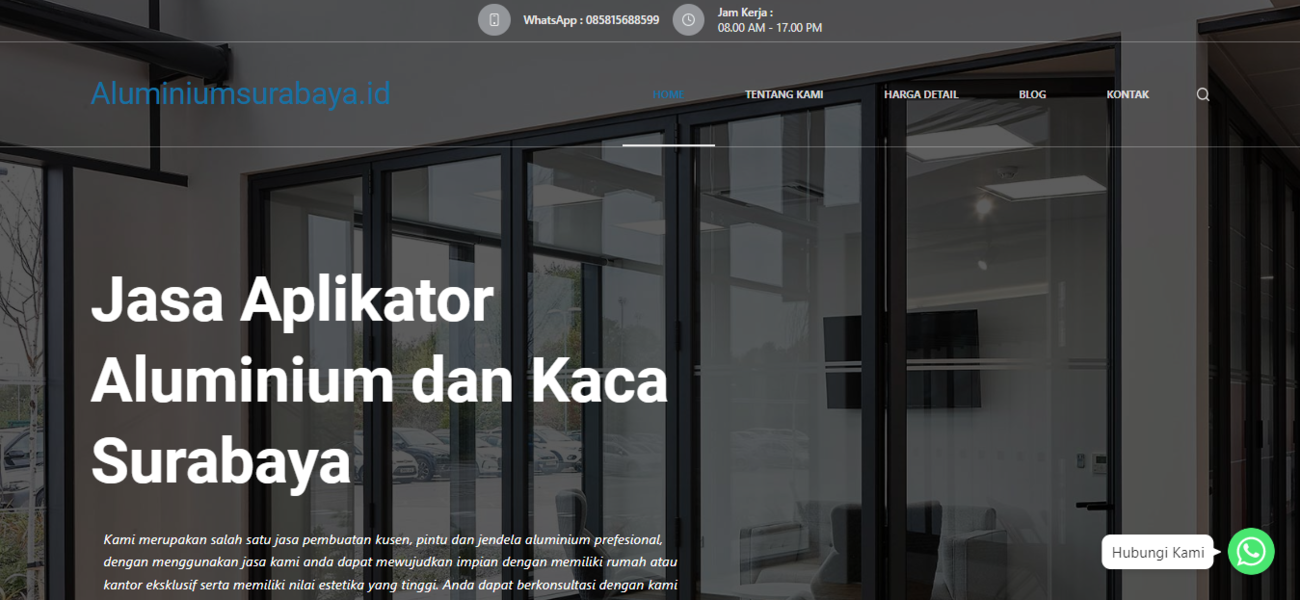 WhatsApp : 085815688599
Jam Kerja :
08.00 AM - 17.00 PM
Aluminiumsurabaya.id
HOME
TENTANG KAMI
HARGA DETAIL
BLOG
KONTAK
Jasa Aplikator
Aluminium dan Kaca
Surabaya
Kami merupakan salah satu jasa pembuatan kusen, pintu dan jendela aluminium prefesional,
dengan menggunakan jasa kami anda dapat mewujudkan impian dengan memiliki rumah atau
kantor eksklusif serta memiliki nilai estetika yang tinggi. Anda dapat berkonsultasi dengan kami
Hubungi Kami